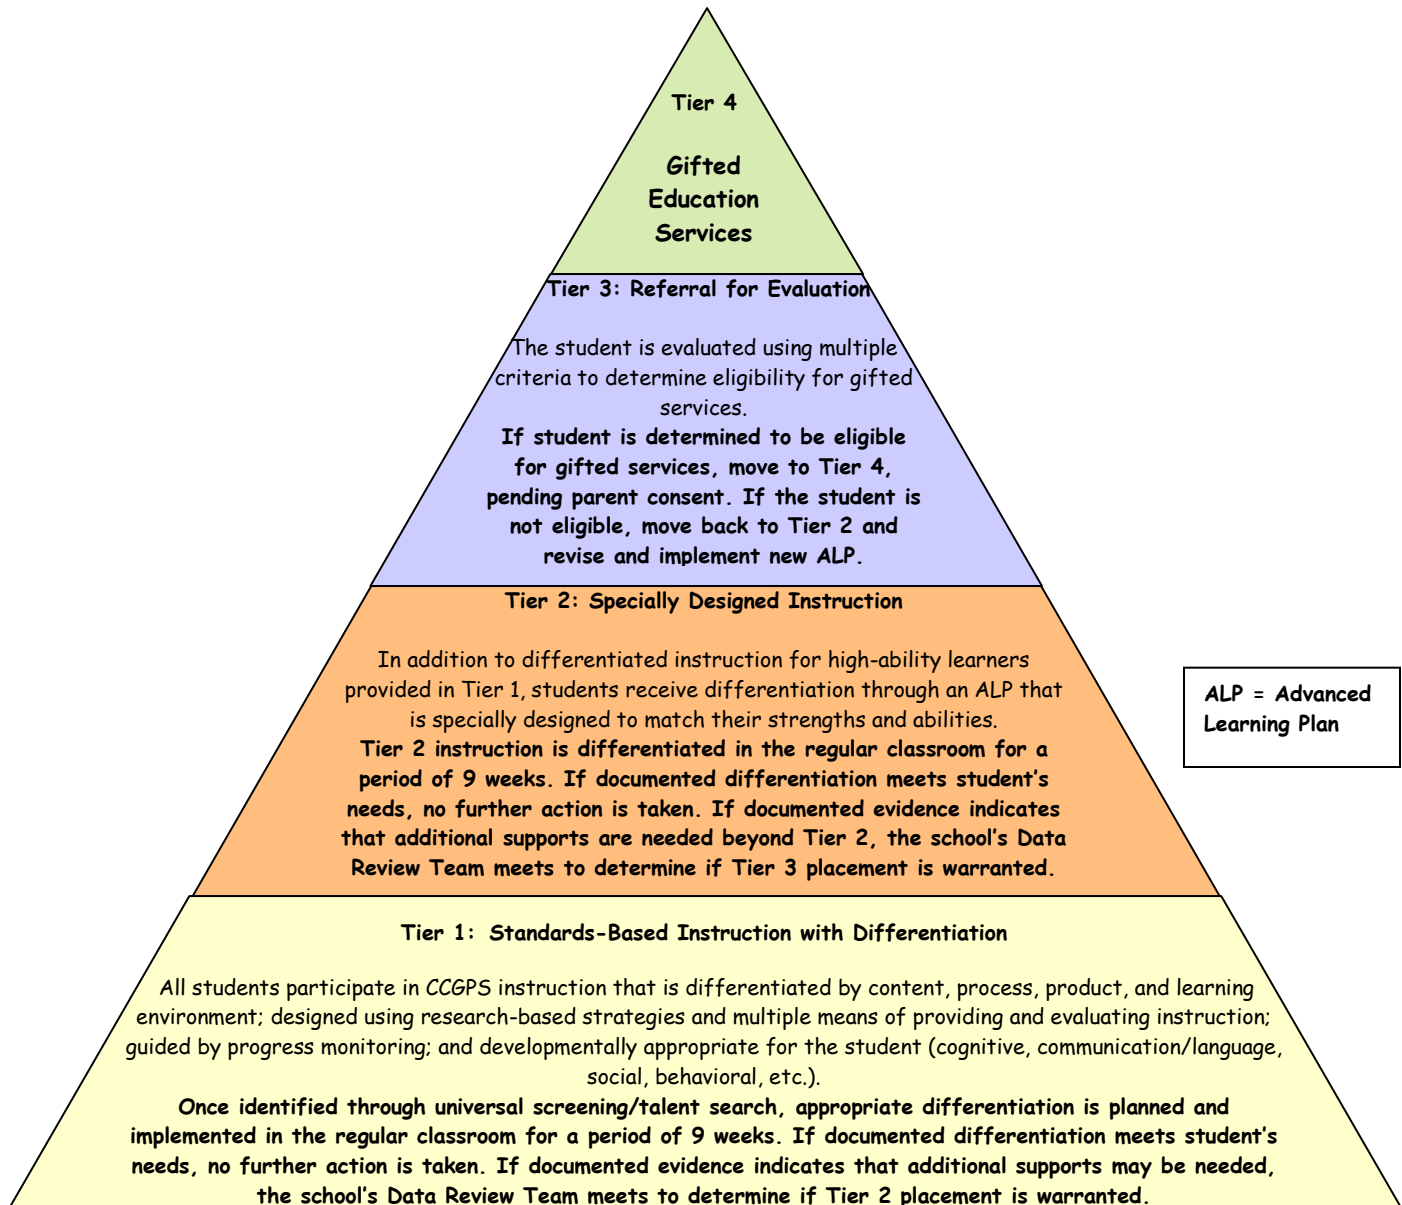 Tier 4
Gifted
Education
Services
Tier 3: Referral for Evaluation
The student is evaluated using multiple
criteria to determine eligibility for gifted
services.
If student is determined to be eligible
for gifted services, move to Tier 4,
pending parent consent. If the student is
not eligible, move back to Tier 2 and
revise and implement new ALP.
Tier 2: Specially Designed Instruction
In addition to differentiated instruction for high-ability learners
provided in Tier 1, students receive differentiation through an ALP that
is specially designed to match their strengths and abilities.
Tier 2 instruction is differentiated in the regular classroom for a
period of 9 weeks. If documented differentiation meets student’s
needs, no further action is taken. If documented evidence indicates
that additional supports are needed beyond Tier 2, the school’s Data
Review Team meets to determine if Tier 3 placement is warranted.
ALP = Advanced
Learning Plan
Tier 1: Standards-Based Instruction with Differentiation
All students participate in CCGPS instruction that is differentiated by content, process, product, and learning
environment; designed using research-based strategies and multiple means of providing and evaluating instruction;
guided by progress monitoring; and developmentally appropriate for the student (cognitive, communication/language,
social, behavioral, etc.).
Once identified through universal screening/talent search, appropriate differentiation is planned and
implemented in the regular classroom for a period of 9 weeks. If documented differentiation meets student’s
needs, no further action is taken. If documented evidence indicates that additional supports may be needed,
the school’s Data Review Team meets to determine if Tier 2 placement is warranted.